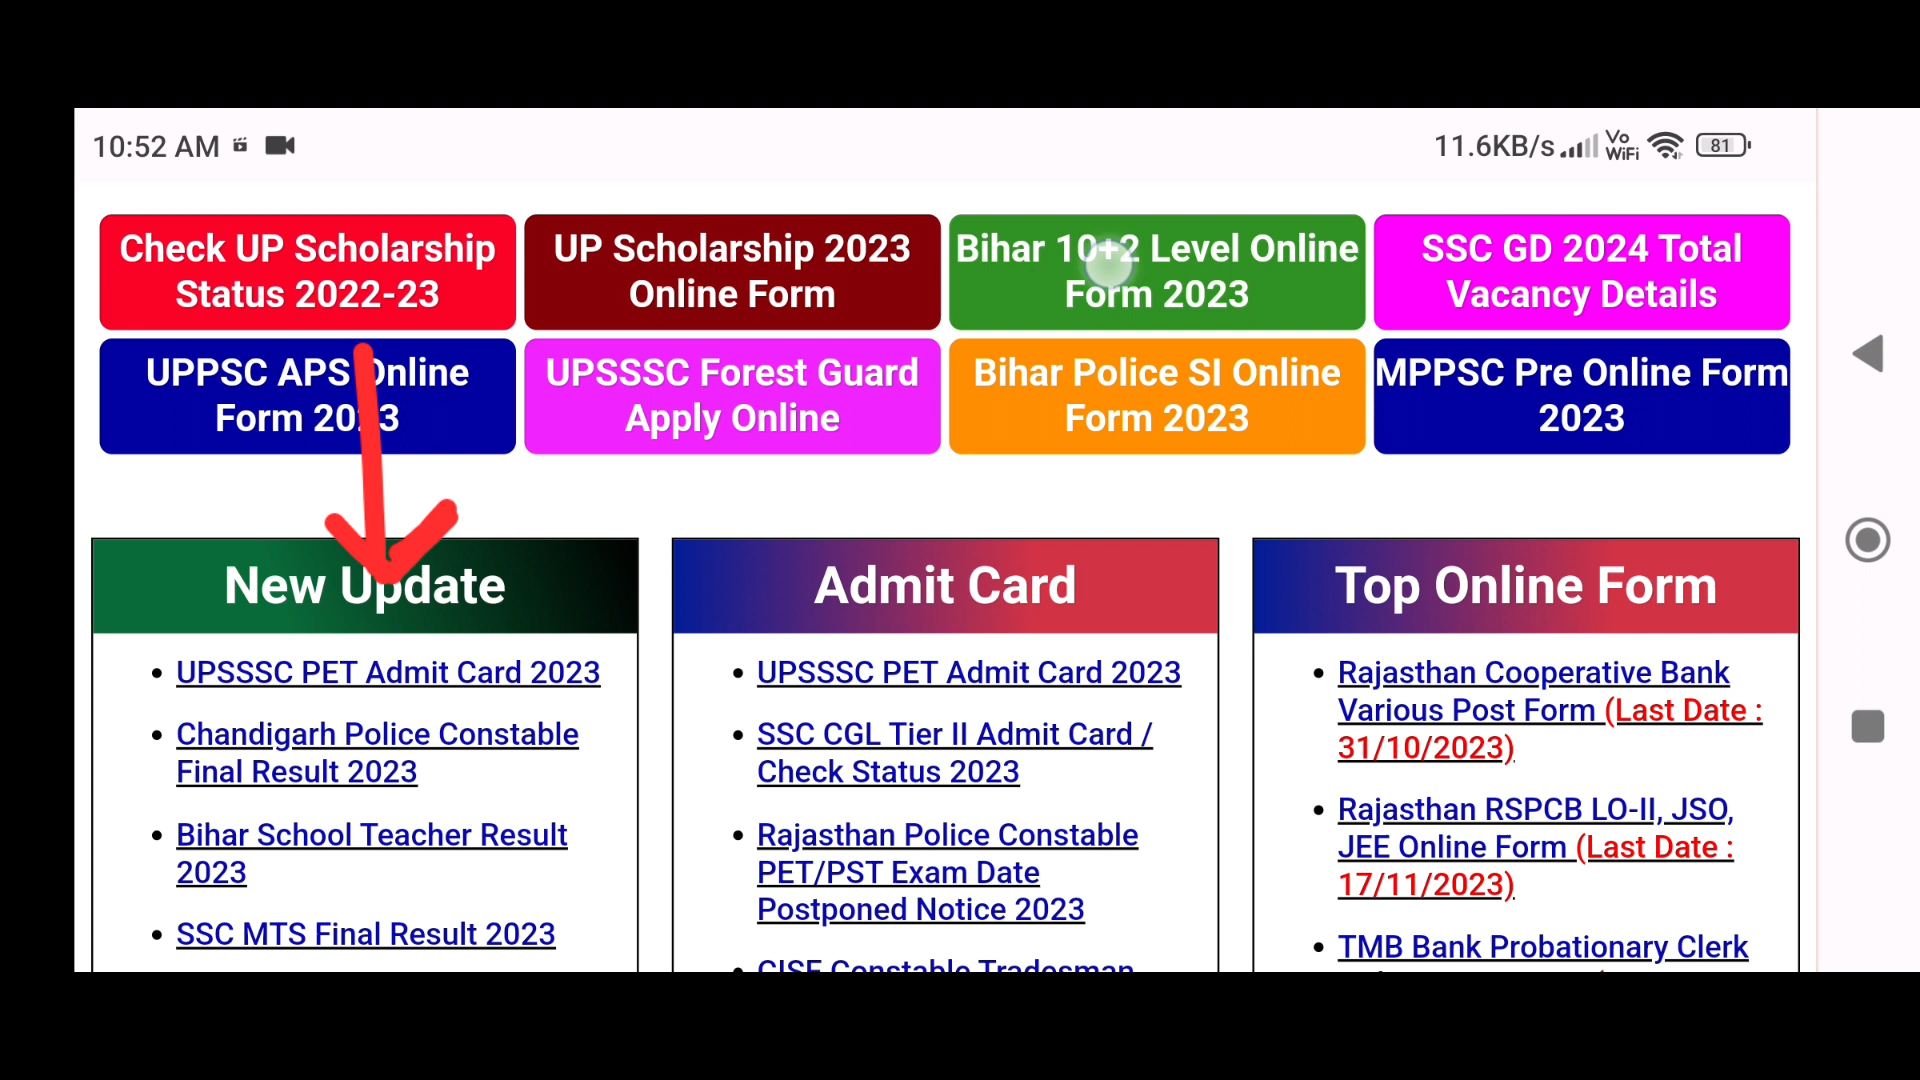 10:52 AM
11.6KB/s Vo WiFi 81
Check UP Scholarship
Status 2022-23
UP Scholarship 2023
Online Form
Bihar 10+2 Level Online
Form 2023
SSC GD 2024 Total
Vacancy Details
UPPSC APS Online
Form 2023
UPSSSC Forest Guard
Apply Online
Bihar Police SI Online
Form 2023
MPPSC Pre Online Form
2023
New Update
UPSSSC PET Admit Card 2023
Chandigarh Police Constable
Final Result 2023
Bihar School Teacher Result
2023
SSC MTS Final Result 2023
Admit Card
UPSSSC PET Admit Card 2023
SSC CGL Tier II Admit Card /
Check Status 2023
Rajasthan Police Constable
PET/PST Exam Date
Postponed Notice 2023
CISF Constable Tradesman
Top Online Form
Rajasthan Cooperative Bank
Various Post Form (Last Date :
31/10/2023)
Rajasthan RSPCB LO-II, JSO,
JEE Online Form (Last Date :
17/11/2023)
TMB Bank Probationary Clerk